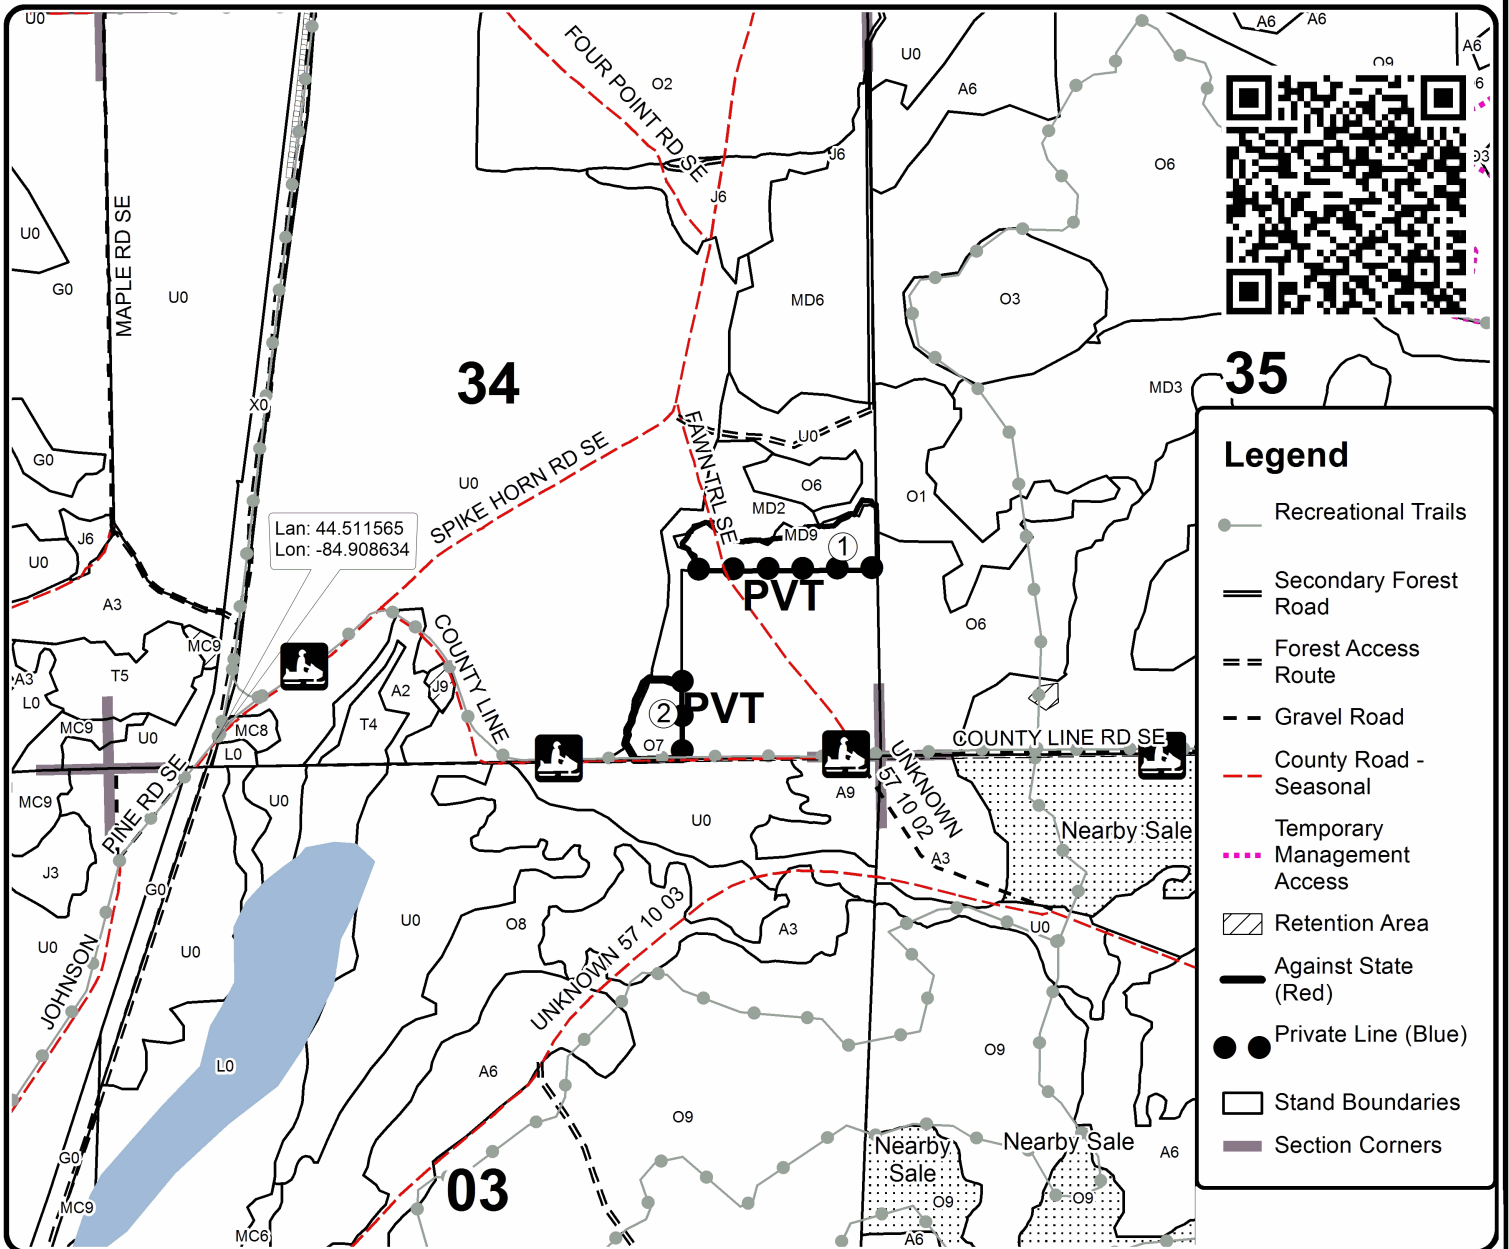 U0
A6
A6
A6
O9
FOUR POINT RD SE
O2
U0
A6
J6
O6
J6
U0
MAPLE RD SE
G0
U0
MD6
O3
34
35
MD3
X0
FAWN TRL SE
U0
SPIKE HORN RD SE
G0
U0
O6
O1
MD2
Lan: 44.511565
Lon: -84.908634
J6
U0
MD9
1
PVT
A3
O6
MC9
COUNTY LINE
T5
A3
L0
A2
J9
PVT
2
T4
MC9
U0
MC8
L0
O7
COUNTY LINE RD SE
UNKNOWN
57 10 02
MC9
PINE RD SE
U0
A9
U0
Nearby Sale
A3
J3
G0
U0
O8
UNKNOWN 57 10 03
A3
U0
U0
JOHNSON
U0
L0
A6
O9
O9
G0
Nearby
Sale
Nearby Sale
A6
03
MC9
O9
O9
MC6
A6
Legend
Recreational Trails
Secondary Forest
Road
Forest Access
Route
Gravel Road
County Road -
Seasonal
Temporary
Management
Access
Retention Area
Against State
(Red)
Private Line (Blue)
Stand Boundaries
Section Corners